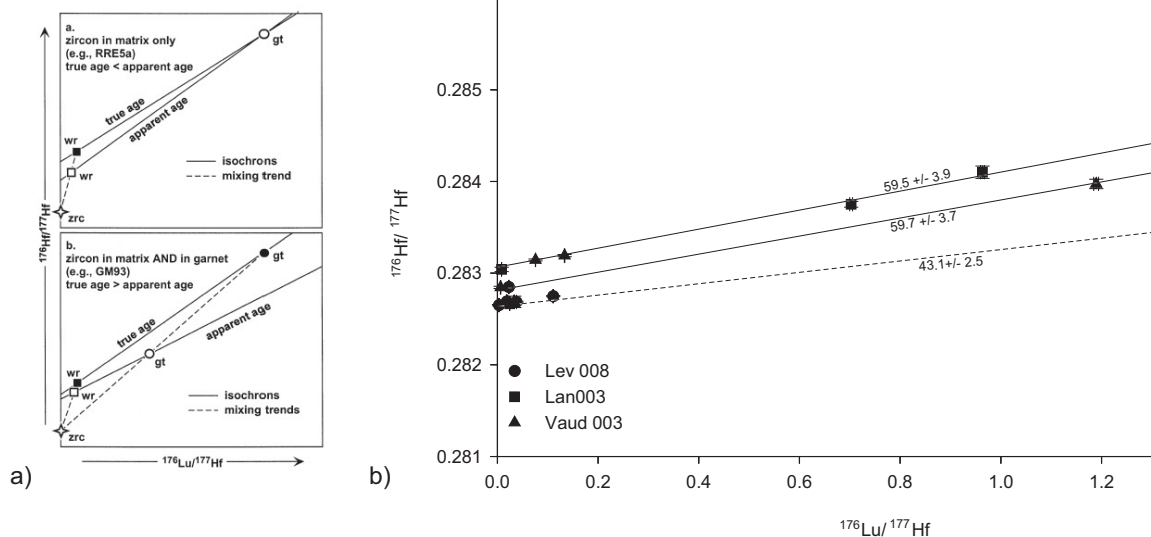 a.
zircon in matrix only
(e.g., RRE5a)
true age < apparent age
gt
true age
apparent age
wr
wr
isochrons
mixing trend
zrc
¹⁷⁶Hf/¹⁷⁷Hf
b.
zircon in matrix AND in garnet
(e.g., GM93)
true age > apparent age
gt
true age
apparent age
gt
wr
wr
isochrons
mixing trends
zrc
¹⁷⁶Lu/¹⁷⁷Hf
a)
0.285
0.284
0.283
0.282
0.281
¹⁷⁶Hf/ ¹⁷⁷Hf
59.5 +/- 3.9
59.7 +/- 3.7
43.1+/- 2.5
Lev 008
Lan003
Vaud 003
0.0
0.2
0.4
0.6
0.8
1.0
1.2
¹⁷⁶Lu/ ¹⁷⁷Hf
b)